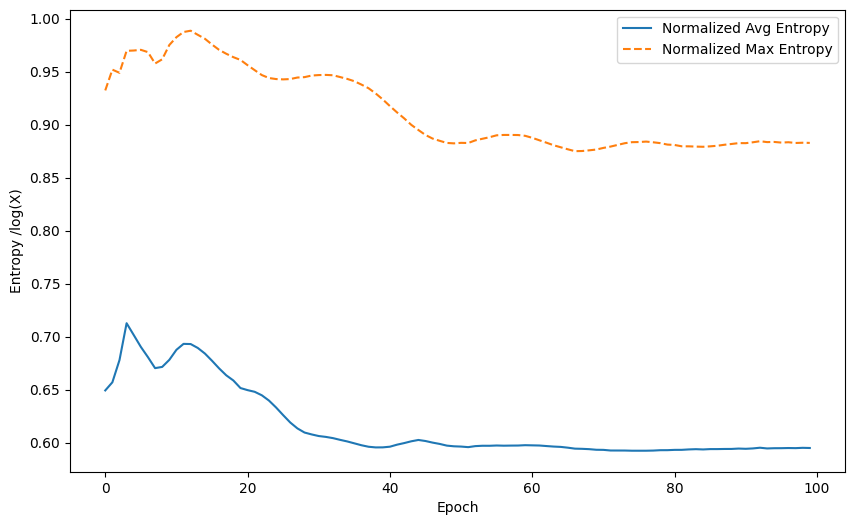 Normalized Avg Entropy
Normalized Max Entropy
1.00
0.95
0.90
0.85
0.80
0.75
0.70
0.65
0.60
Entropy /log(X)
0 20 40 60 80 100
Epoch